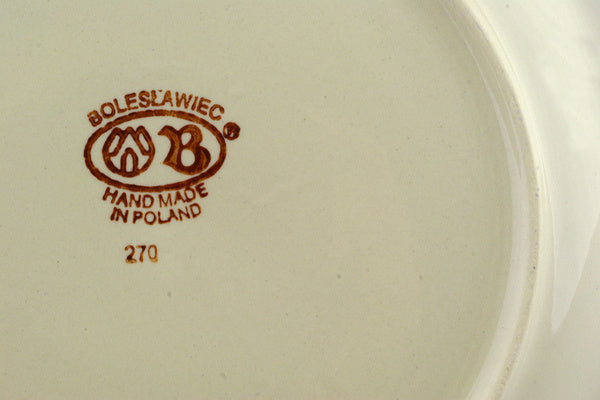 BOLESŁAWIEC
B ®
HAND MADE
IN POLAND
270